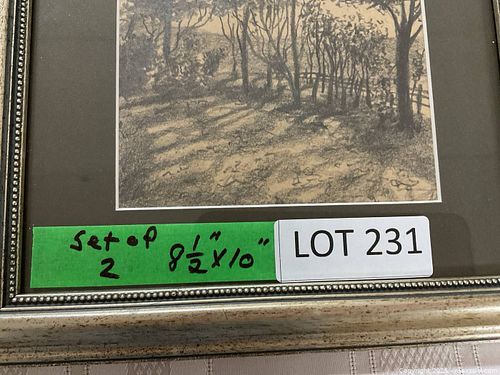 Set of
2
8 1/2" X 10"
LOT 231